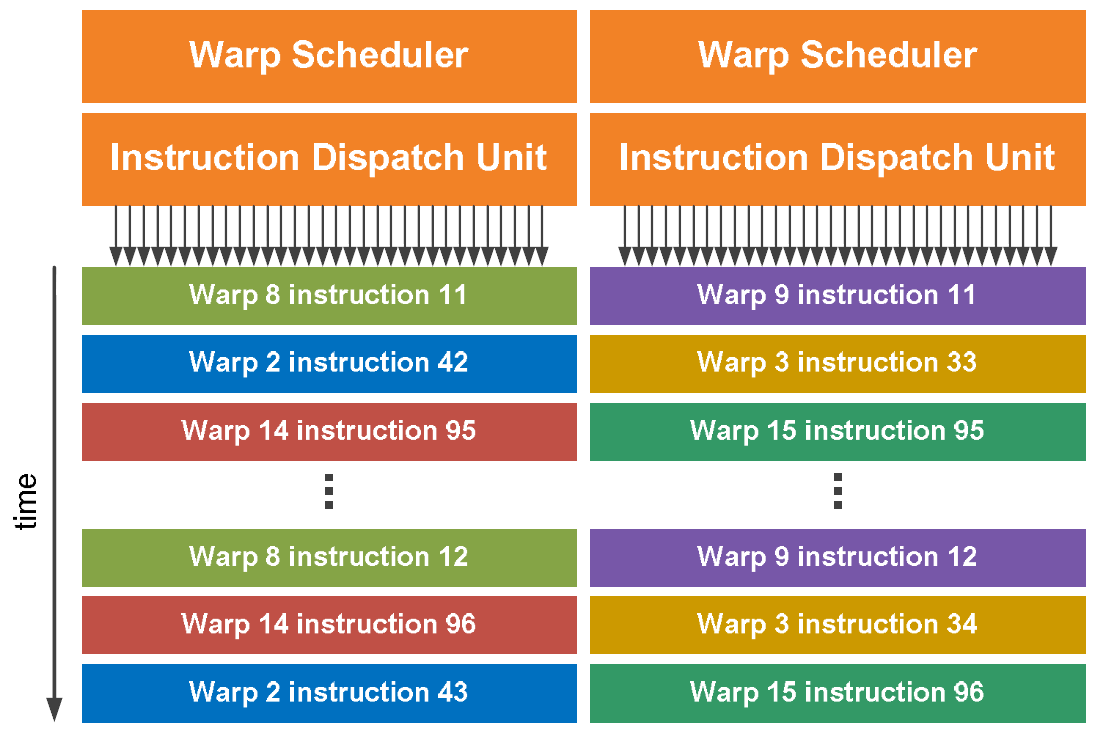 Warp Scheduler
Instruction Dispatch Unit
Warp 8 instruction 11
Warp 2 instruction 42
Warp 14 instruction 95
Warp 8 instruction 12
Warp 14 instruction 96
Warp 2 instruction 43
Warp Scheduler
Instruction Dispatch Unit
Warp 9 instruction 11
Warp 3 instruction 33
Warp 15 instruction 95
Warp 9 instruction 12
Warp 3 instruction 34
Warp 15 instruction 96
time